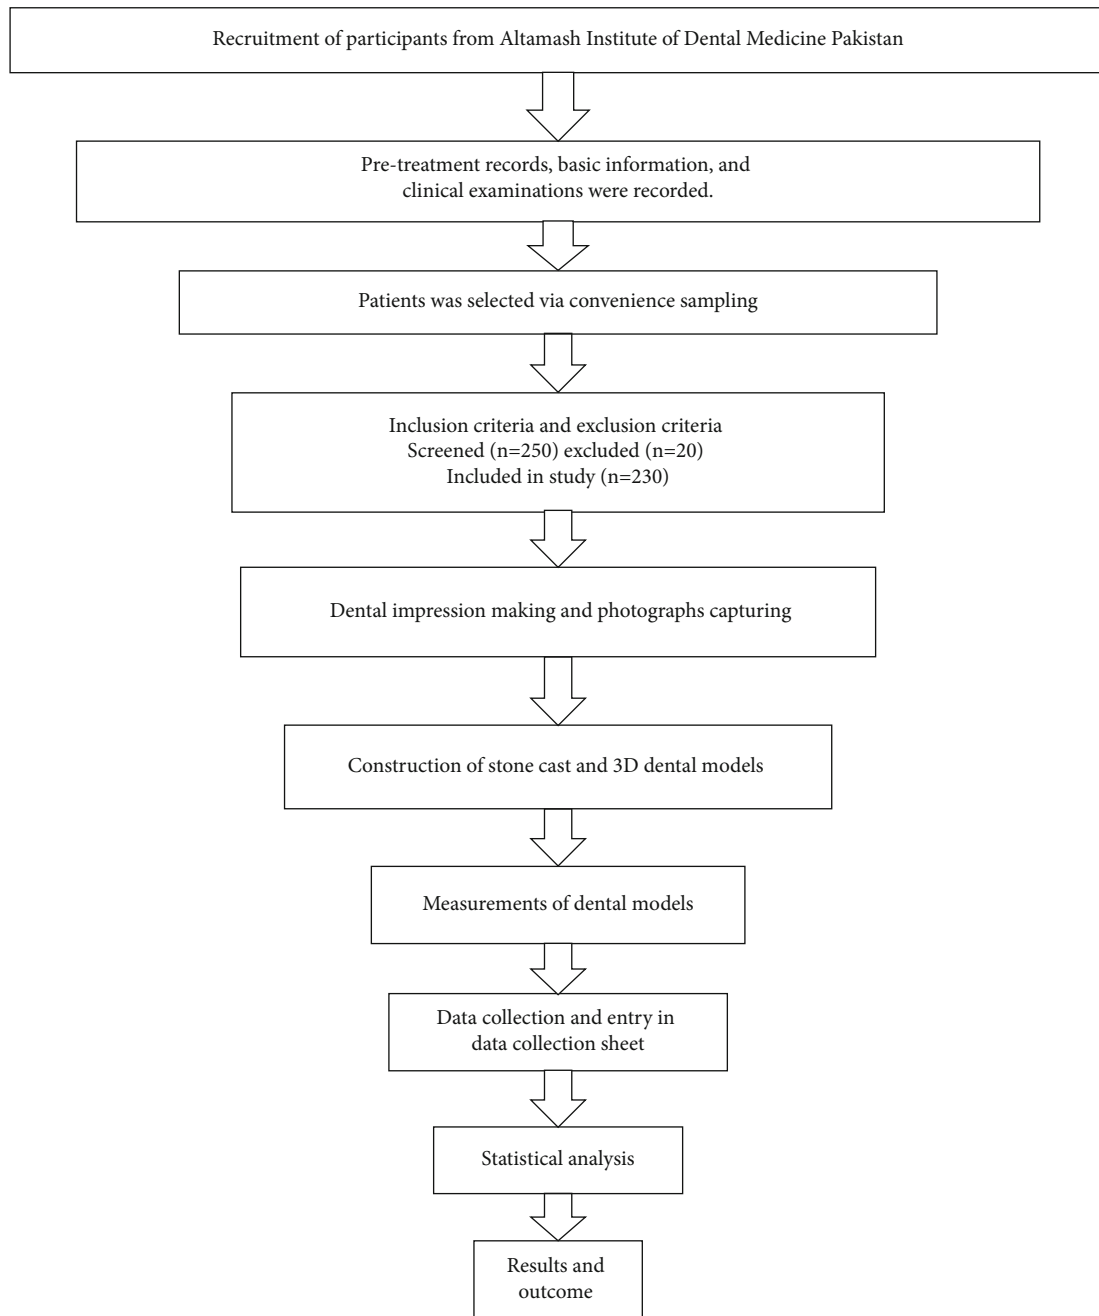 Recruitment of participants from Altamash Institute of Dental Medicine Pakistan
Pre-treatment records, basic information, and
clinical examinations were recorded.
Patients was selected via convenience sampling
Inclusion criteria and exclusion criteria
Screened (n=250) excluded (n=20)
Included in study (n=230)
Dental impression making and photographs capturing
Construction of stone cast and 3D dental models
Measurements of dental models
Data collection and entry in
data collection sheet
Statistical analysis
Results and
outcome